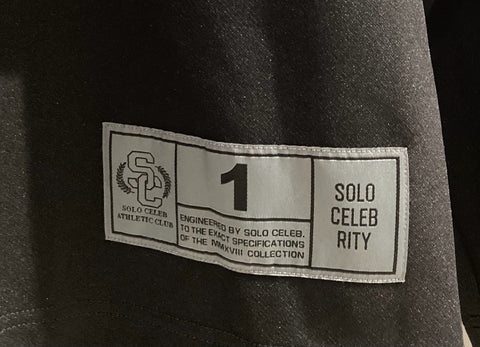 SC
SOLO CELEB
ATHLETIC CLUB
1
ENGINEERED BY SOLO CELEB.
TO THE EXACT SPECIFICATIONS
OF THE MMXVIII COLLECTION
SOLO
CELEB
RITY